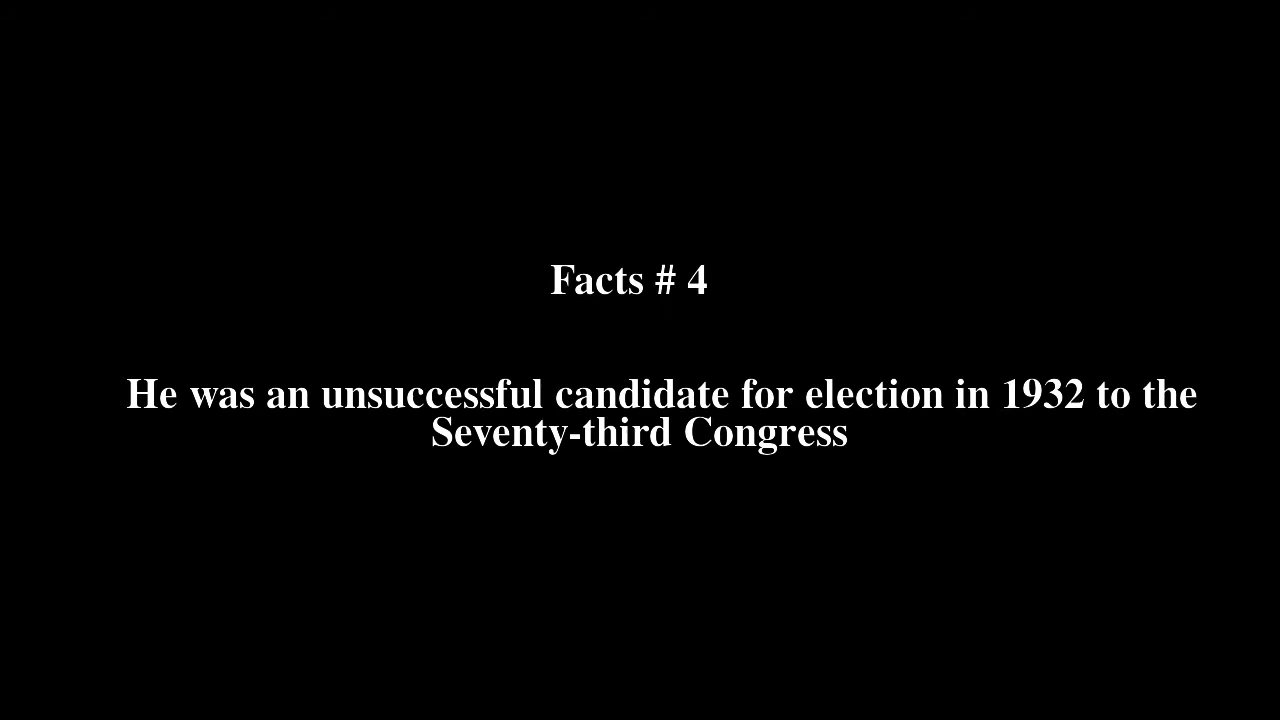 Facts # 4
He was an unsuccessful candidate for election in 1932 to the
Seventy-third Congress